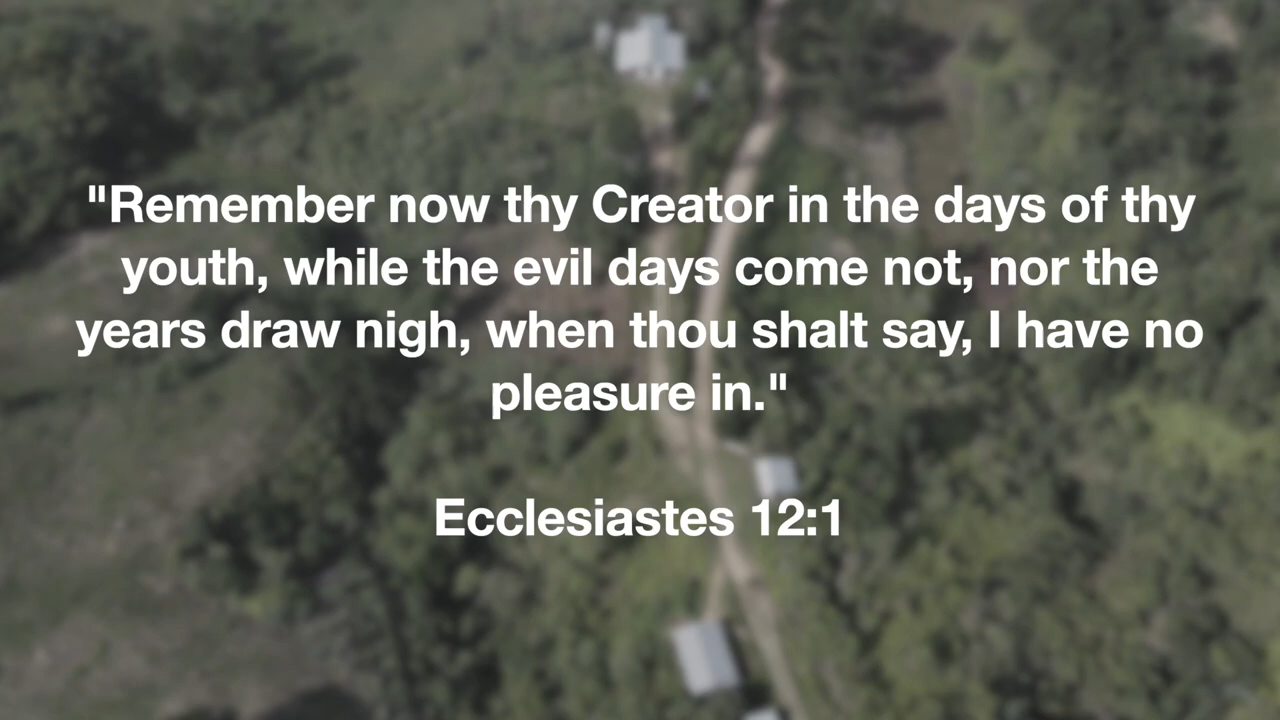 "Remember now thy Creator in the days of thy
youth, while the evil days come not, nor the
years draw nigh, when thou shalt say, I have no
pleasure in."
Ecclesiastes 12:1